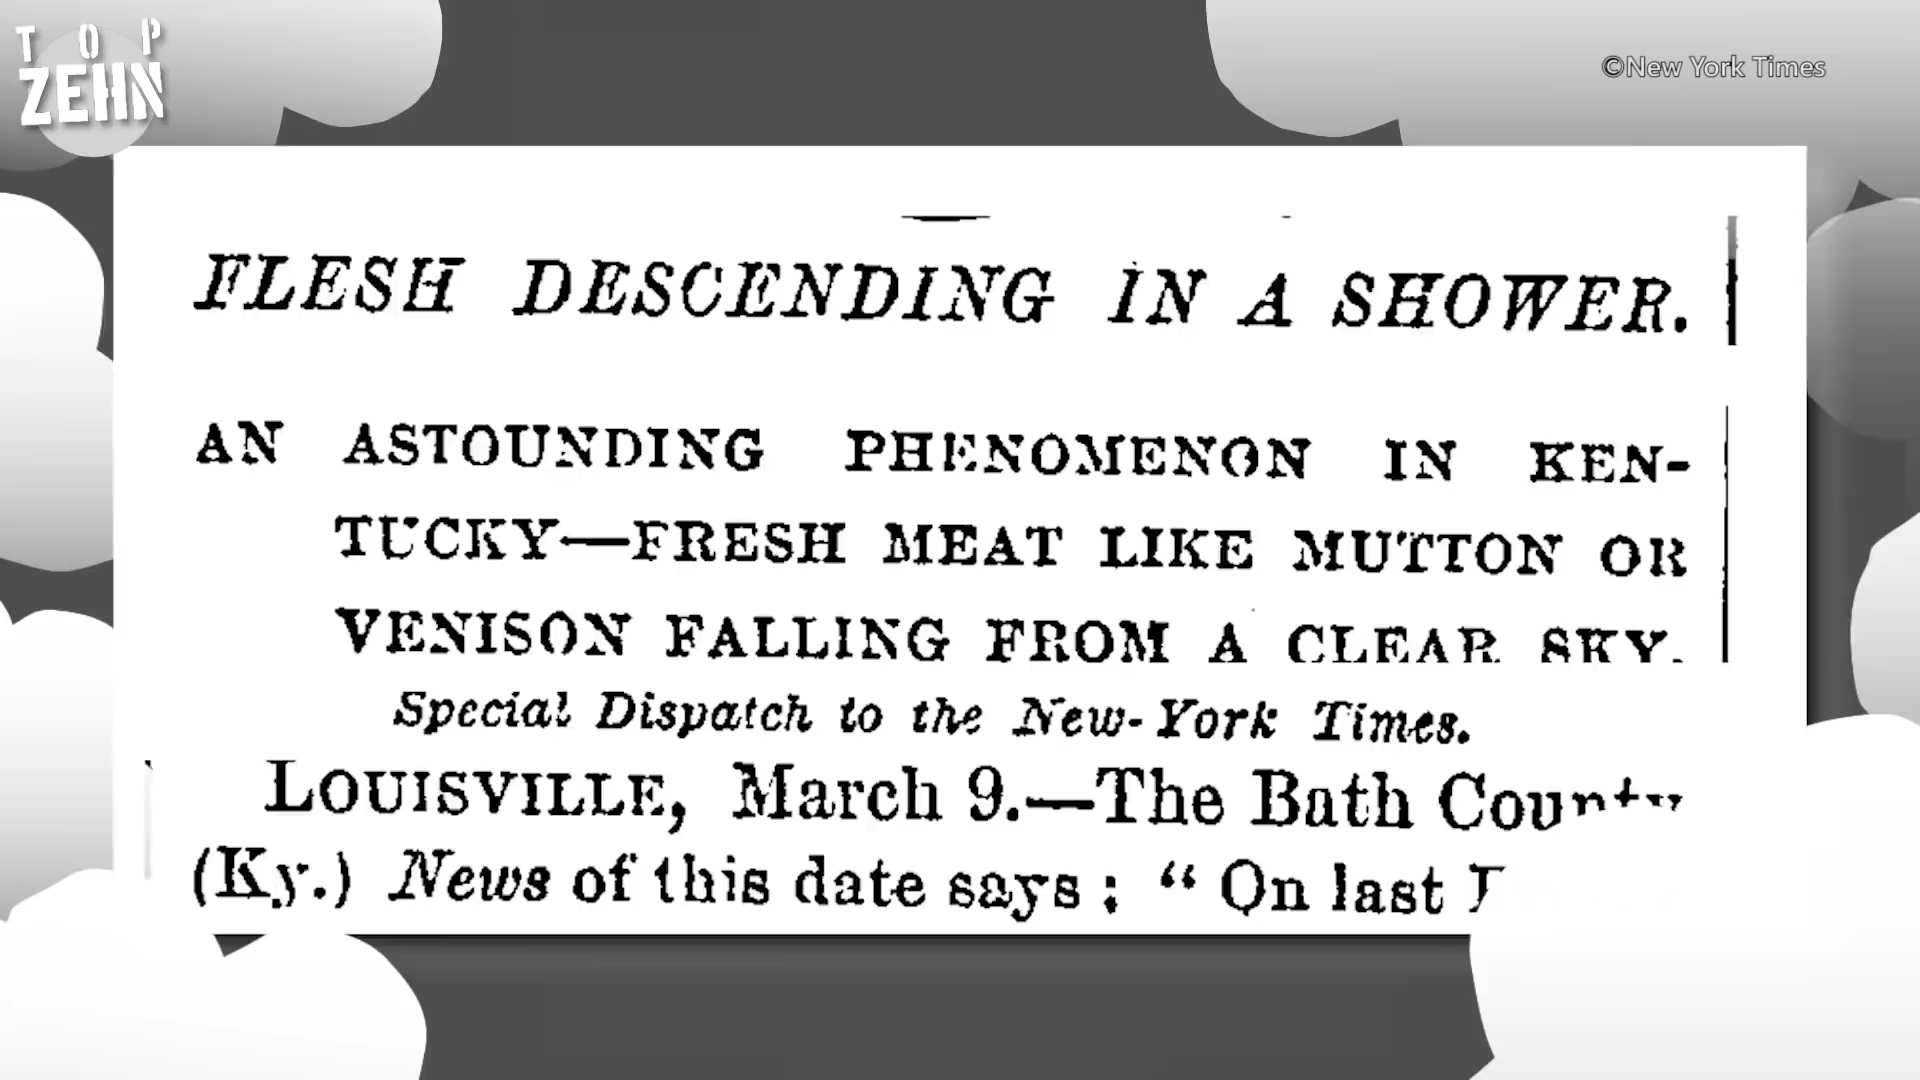 TOP
ZEHN
©New York Times
FLESH DESCENDING IN A SHOWER.
AN ASTOUNDING PHENOMENON IN KEN-
TUCKY—FRESH MEAT LIKE MUTTON OR
VENISON FALLING FROM A CLEAR SKY.
Special Dispatch to the New-York Times.
LOUISVILLE, March 9.—The Bath County
(Ky.) News of this date says: “On last